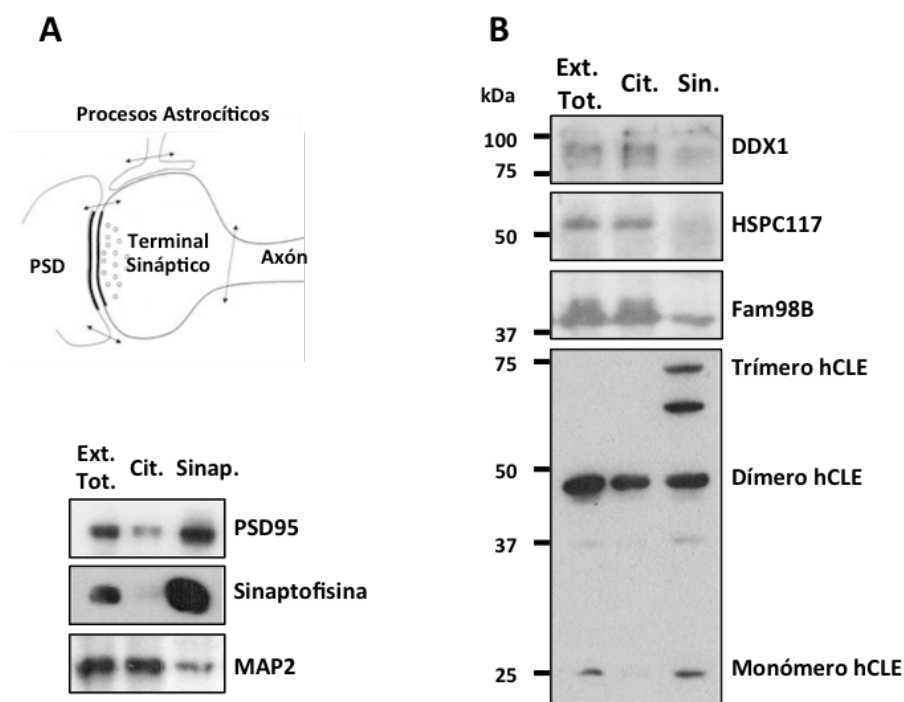 A
Procesos Astrocíticos
PSD
Terminal
Sináptico
Axón
Ext.
Tot.
Cit.
Sinap.
PSD95
Sinaptofisina
MAP2
B
kDa
Ext.
Tot.
Cit.
Sin.
100
75
DDX1
50
HSPC117
37
Fam98B
75
Trímero hCLE
50
Dímero hCLE
37
25
Monómero hCLE